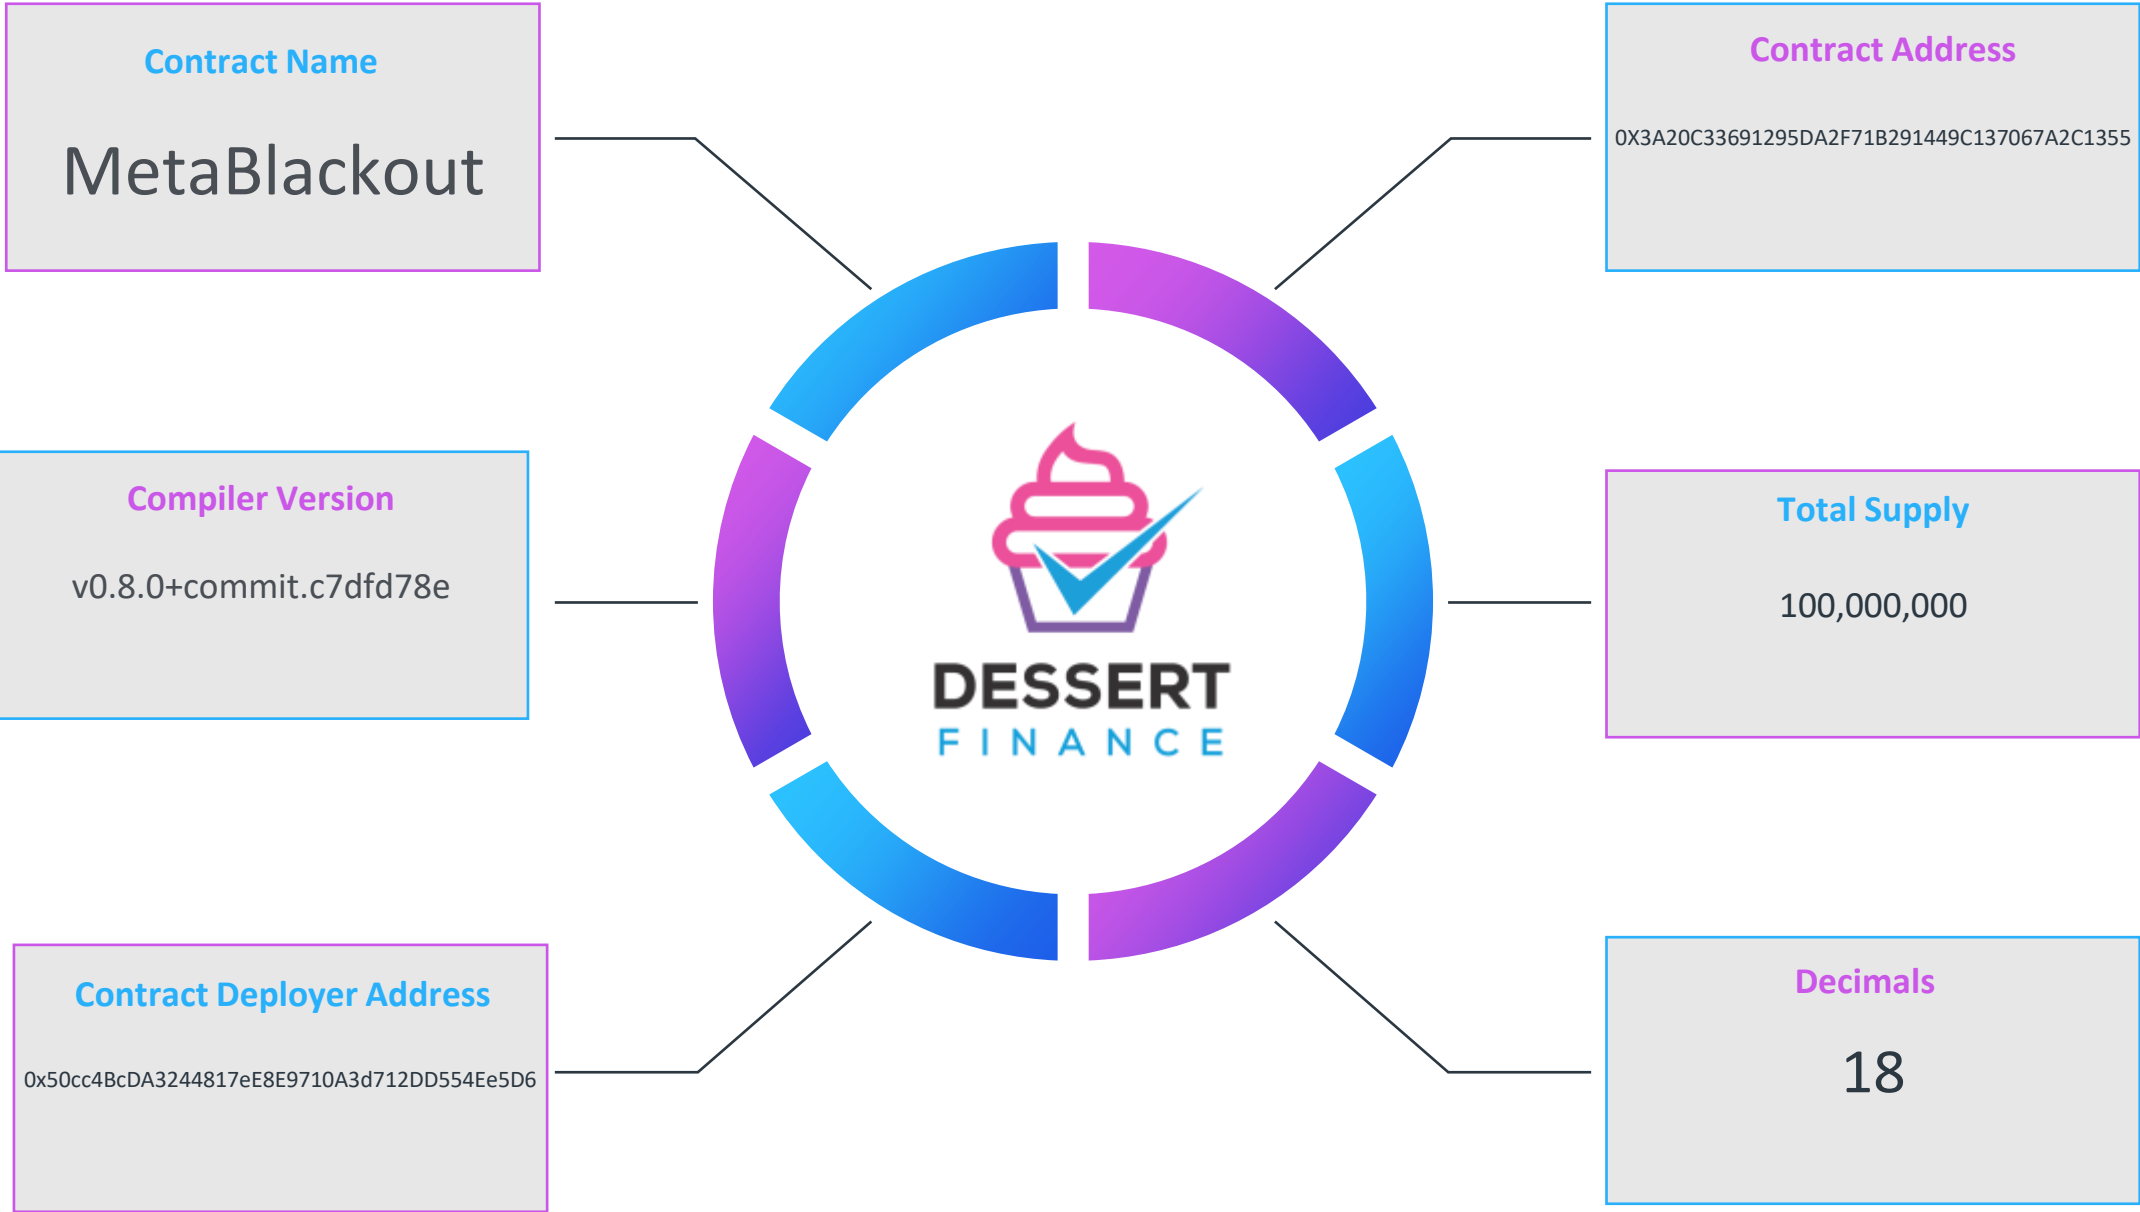 Contract Name
MetaBlackout
Contract Address
0X3A20C33691295DA2F71B291449C137067A2C1355
Compiler Version
v0.8.0+commit.c7dfd78e
Total Supply
100,000,000
DESSERT
FINANCE
Contract Deployer Address
0x50cc4BcDA3244817eE8E9710A3d712DD554Ee5D6
Decimals
18